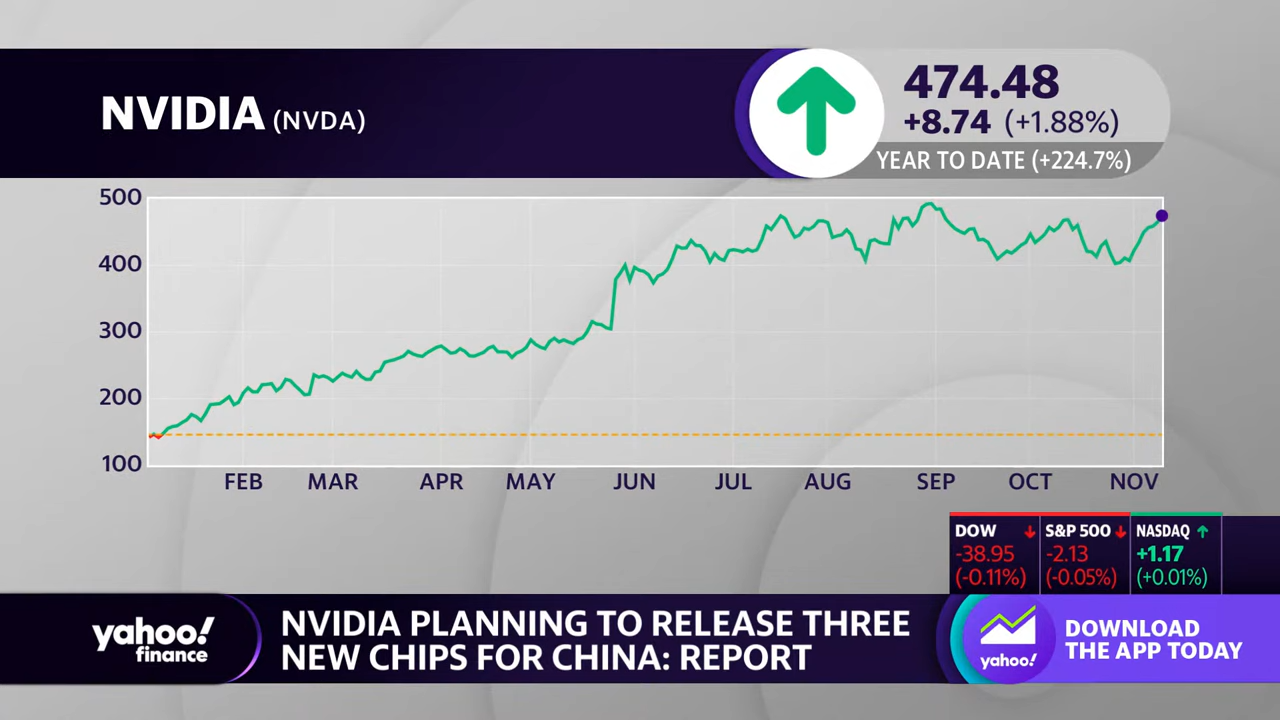 NVIDIA (NVDA)
474.48
+8.74 (+1.88%)
YEAR TO DATE (+224.7%)
500
400
300
200
100
FEB MAR APR MAY JUN JUL AUG SEP OCT NOV
DOW
-38.95
(-0.11%)
S&P 500
-2.13
(-0.05%)
NASDAQ
+1.17
(+0.01%)
yahoo!
finance
NVIDIA PLANNING TO RELEASE THREE
NEW CHIPS FOR CHINA: REPORT
yahoo!
DOWNLOAD
THE APP TODAY